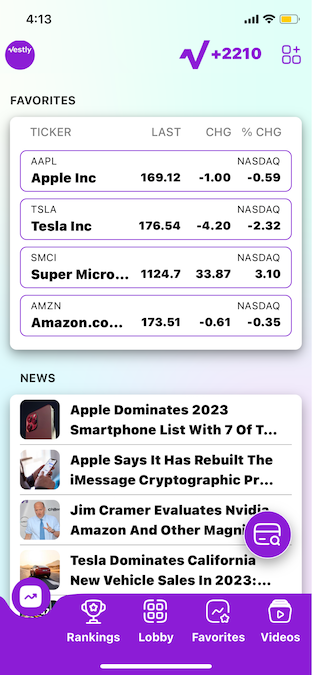 4:13
Vestly
+2210
FAVORITES
TICKER LAST CHG % CHG
AAPL NASDAQ
Apple Inc 169.12 -1.00 -0.59
TSLA NASDAQ
Tesla Inc 176.54 -4.20 -2.32
SMCI NASDAQ
Super Micro... 1124.7 33.87 3.10
AMZN NASDAQ
Amazon.co... 173.51 -0.61 -0.35
NEWS
Apple Dominates 2023
Smartphone List With 7 Of T...
Apple Says It Has Rebuilt The
iMessage Cryptographic Pr...
Jim Cramer Evaluates Nvidia,
Amazon And Other Magni
Tesla Dominates California
New Vehicle Sales In 2023:...
Rankings Lobby Favorites Videos